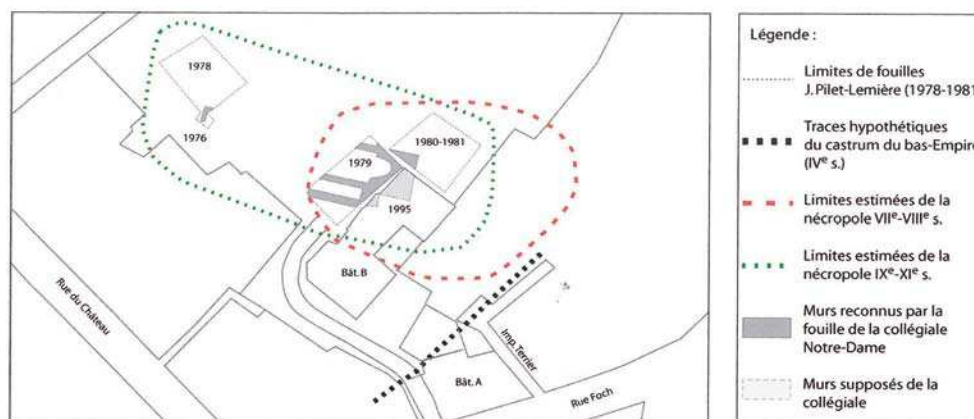 1978
1976
1980-1981
1979
1995
Bât. B
Rue du Château
Imp. Terrier
Bât. A
Rue Foch
Légende :
Limites de fouilles
J. Pilet-Lemière (1978-1981
Traces hypothétiques
du castrum du bas-Empire
(IVe s.)
Limites estimées de la
nécropole VIIe-VIIIe s.
Limites estimées de la
nécropole IXe-XIe s.
Murs reconnus par la
fouille de la collégiale
Notre-Dame
Murs supposés de la
collégiale